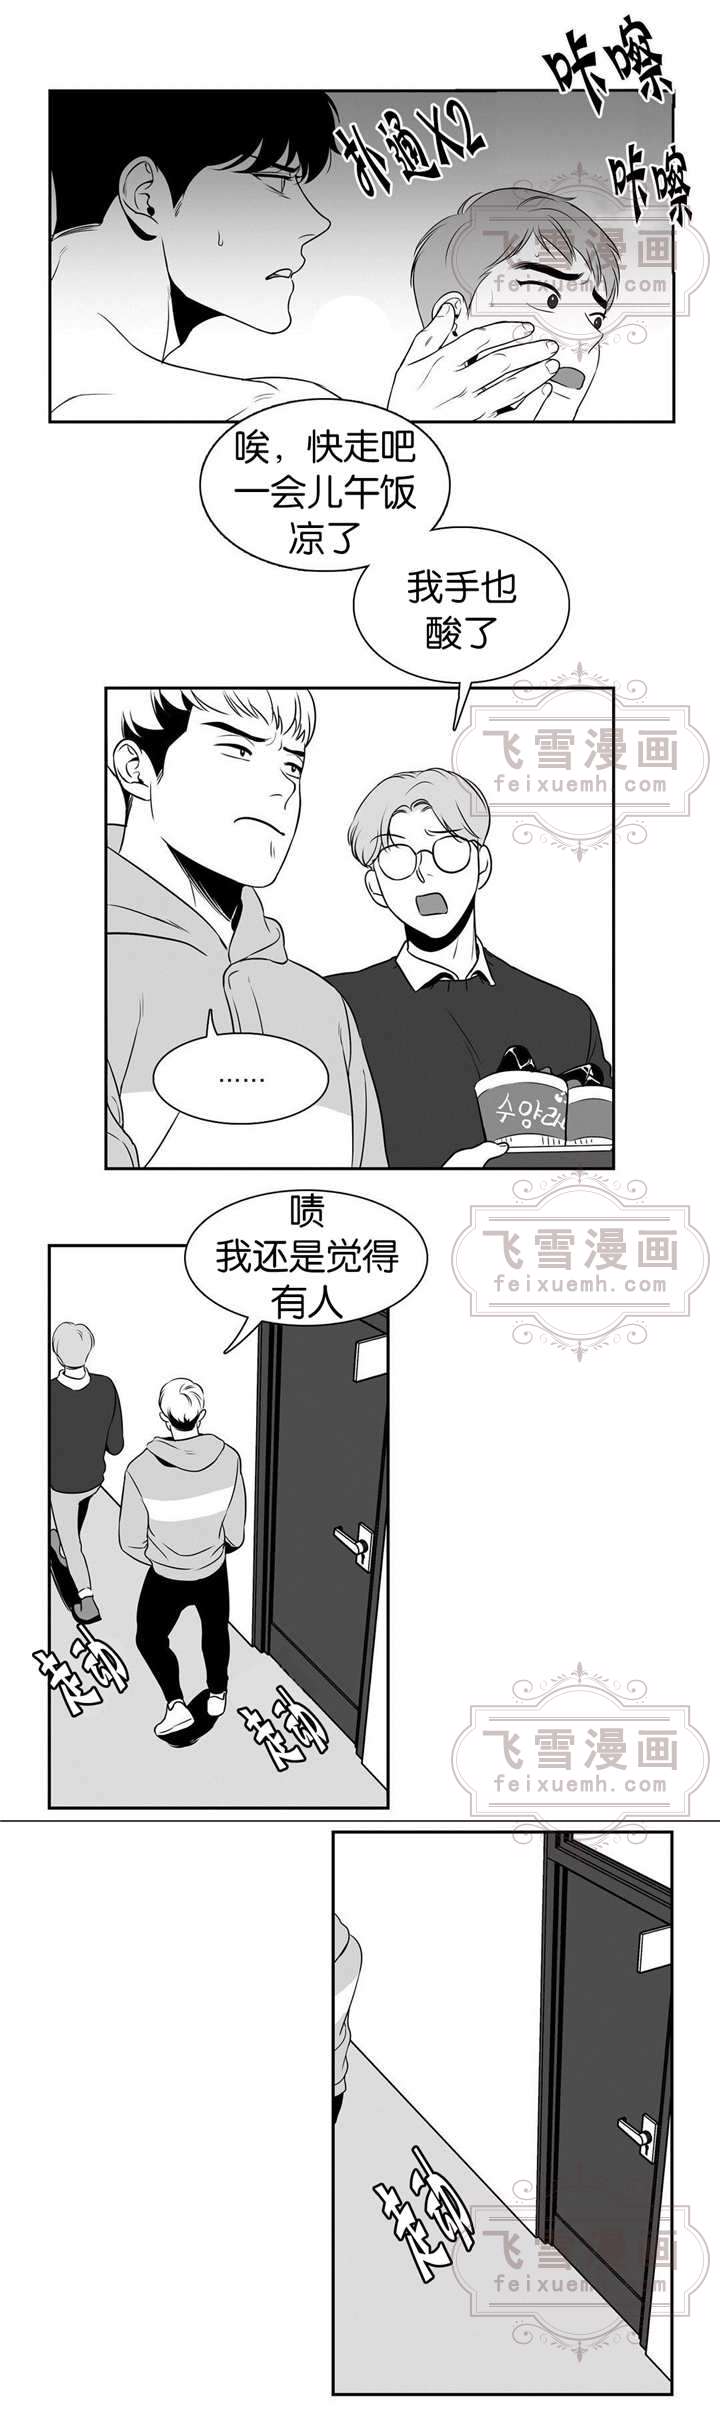 咔嚓
扑通X2
咔嚓
飞雪漫画
feixuemh.com
唉，快走吧
一会儿午饭
凉了
我手也
酸了
飞雪漫画
feixuemh.com
……
수양라
啧
我还是觉得
有人
飞雪漫画
feixuemh.com
走动
走动
飞雪漫画
feixuemh.com
走动
飞雪漫画
feixuemh.com